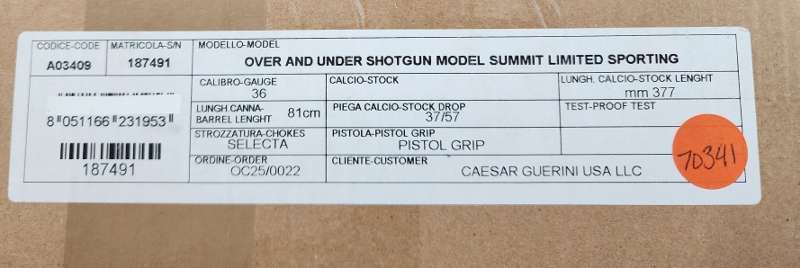 CODICE-CODE MATRICOLA-S/N MODELLO-MODEL
A03409 187491 OVER AND UNDER SHOTGUN MODEL SUMMIT LIMITED SPORTING
CALIBRO-GAUGE CALCIO-STOCK LUNGH. CALCIO-STOCK LENGHT
36 mm 377
LUNGH.CANNA- 81cm PIEGA CALCIO-STOCK DROP TEST-PROOF TEST
BARREL LENGHT 37/57
8 051166 231953
STROZZATURA-CHOKES PISTOLA-PISTOL GRIP
SELECTA PISTOL GRIP
ORDINE-ORDER CLIENTE-CUSTOMER
187491 OC25/0022 CAESAR GUERINI USA LLC
70341